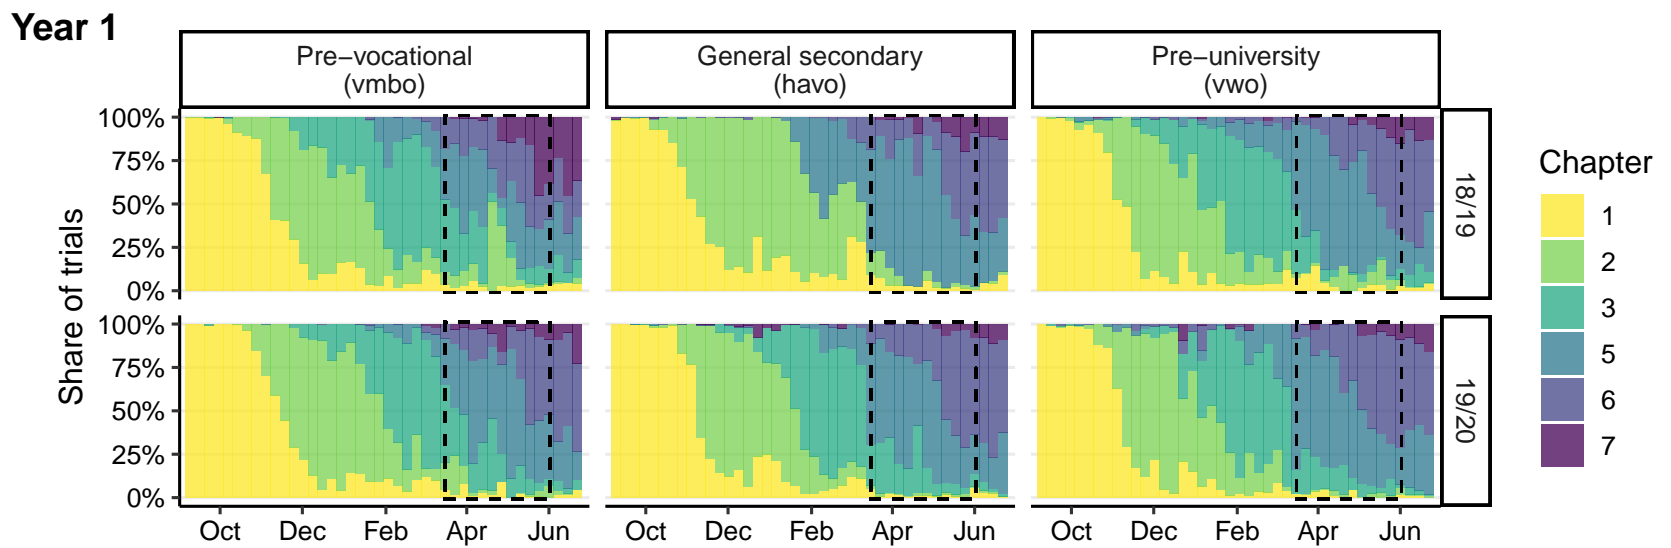 Year 1
Pre−vocational
(vmbo)
General secondary
(havo)
Pre−university
(vwo)
Share of trials
100%
75%
50%
25%
0%
18/19
100%
75%
50%
25%
0%
19/20
Oct Dec Feb Apr Jun
Oct Dec Feb Apr Jun
Oct Dec Feb Apr Jun
Chapter
1
2
3
5
6
7